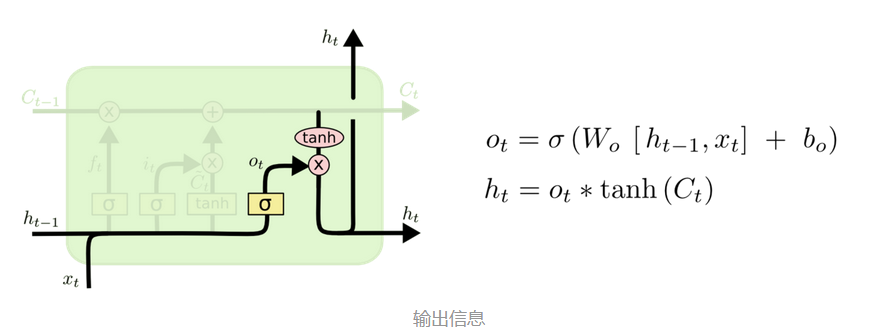 h_t
C_{t-1}
C_t
× +
tanh
f_t i_t × o_t ×
C̃_t
σ σ tanh σ
h_{t-1} h_t
x_t
o_t = σ (W_o [h_{t-1}, x_t] + b_o)
h_t = o_t * tanh (C_t)
输出信息